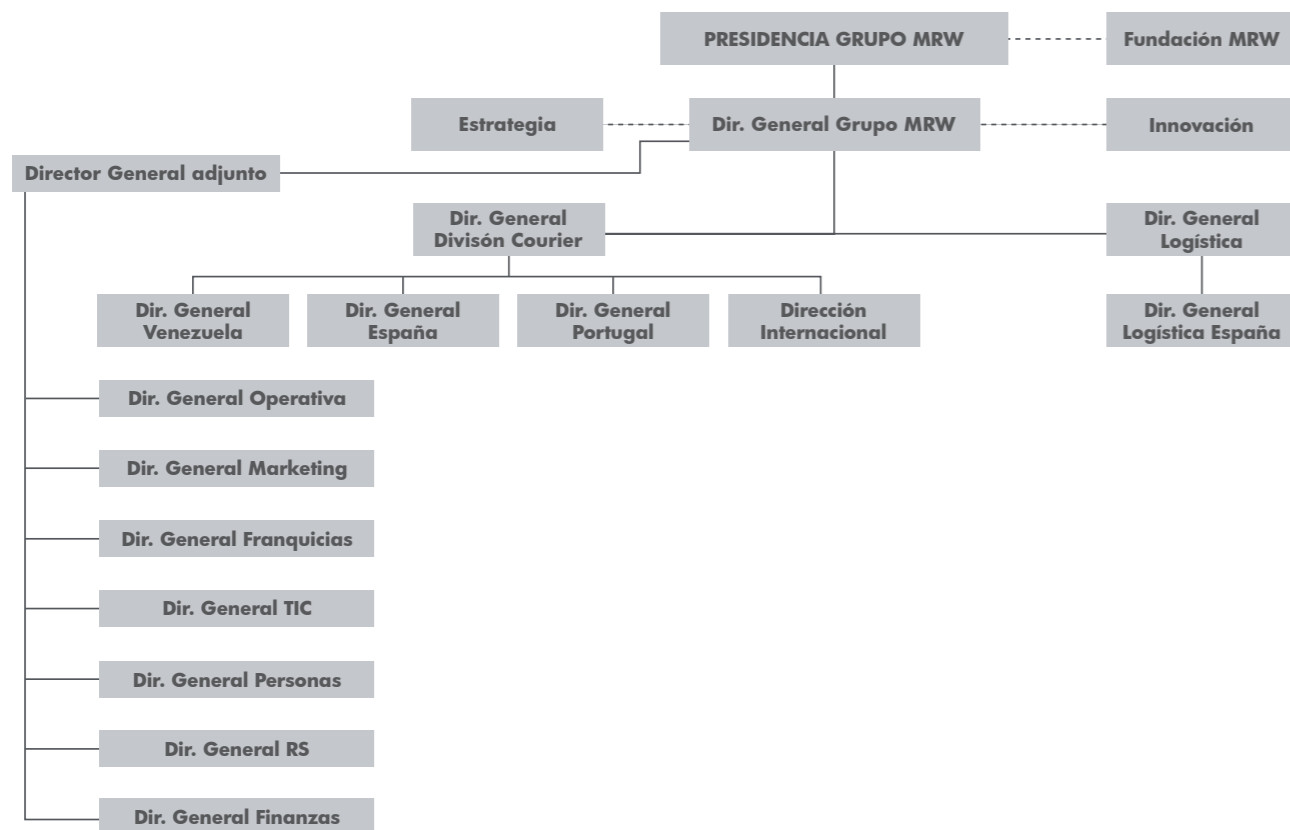 PRESIDENCIA GRUPO MRW
Fundación MRW
Estrategia
Dir. General Grupo MRW
Innovación
Director General adjunto
Dir. General
Divisón Courier
Dir. General
Logística
Dir. General
Venezuela
Dir. General
España
Dir. General
Portugal
Dirección
Internacional
Dir. General
Logística España
Dir. General Operativa
Dir. General Marketing
Dir. General Franquicias
Dir. General TIC
Dir. General Personas
Dir. General RS
Dir. General Finanzas